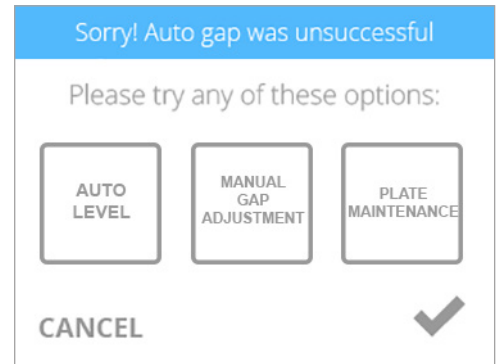 Sorry! Auto gap was unsuccessful
Please try any of these options:
AUTO
LEVEL
MANUAL
GAP
ADJUSTMENT
PLATE
MAINTENANCE
CANCEL